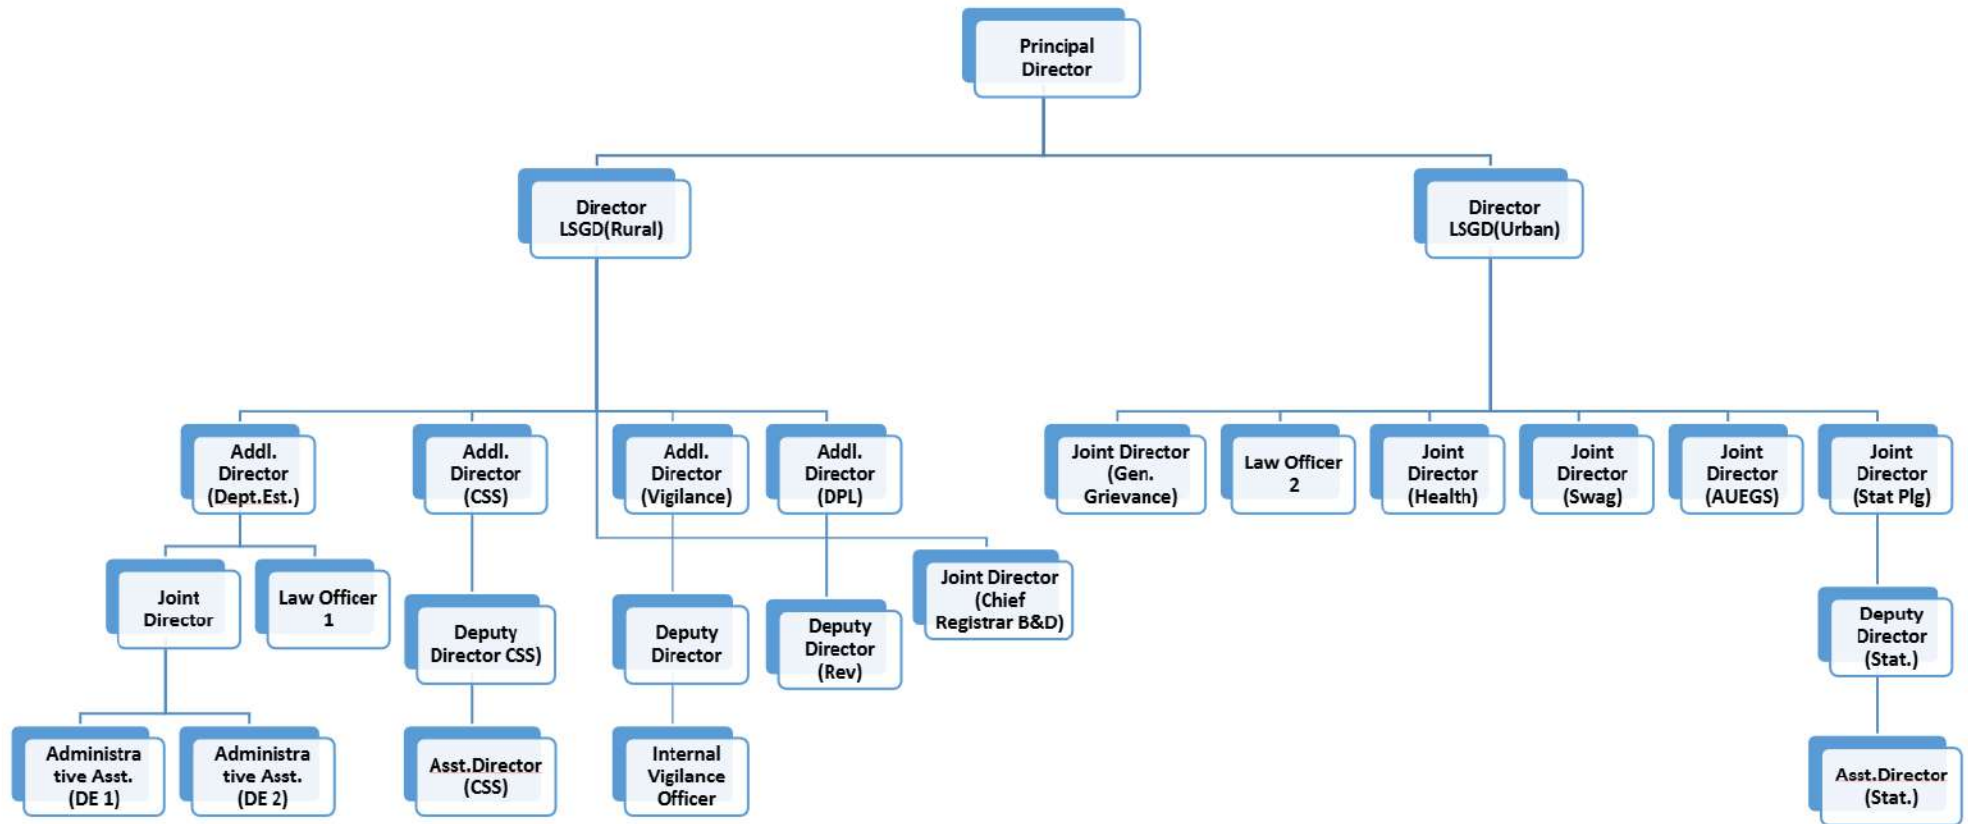 Principal
Director
Director
LSGD(Rural)
Director
LSGD(Urban)
Addl.
Director
(Dept.Est.)
Addl.
Director
(CSS)
Addl.
Director
(Vigilance)
Addl.
Director
(DPL)
Joint Director
(Gen.
Grievance)
Law Officer
2
Joint
Director
(Health)
Joint
Director
(Swag)
Joint
Director
(AUEGS)
Joint
Director
(Stat Plg)
Joint
Director
Law Officer
1
Deputy
Director CSS)
Deputy
Director
Deputy
Director
(Rev)
Joint Director
(Chief
Registrar B&D)
Deputy
Director
(Stat.)
Administra
tive Asst.
(DE 1)
Administra
tive Asst.
(DE 2)
Asst.Director
(CSS)
Internal
Vigilance
Officer
Asst.Director
(Stat.)